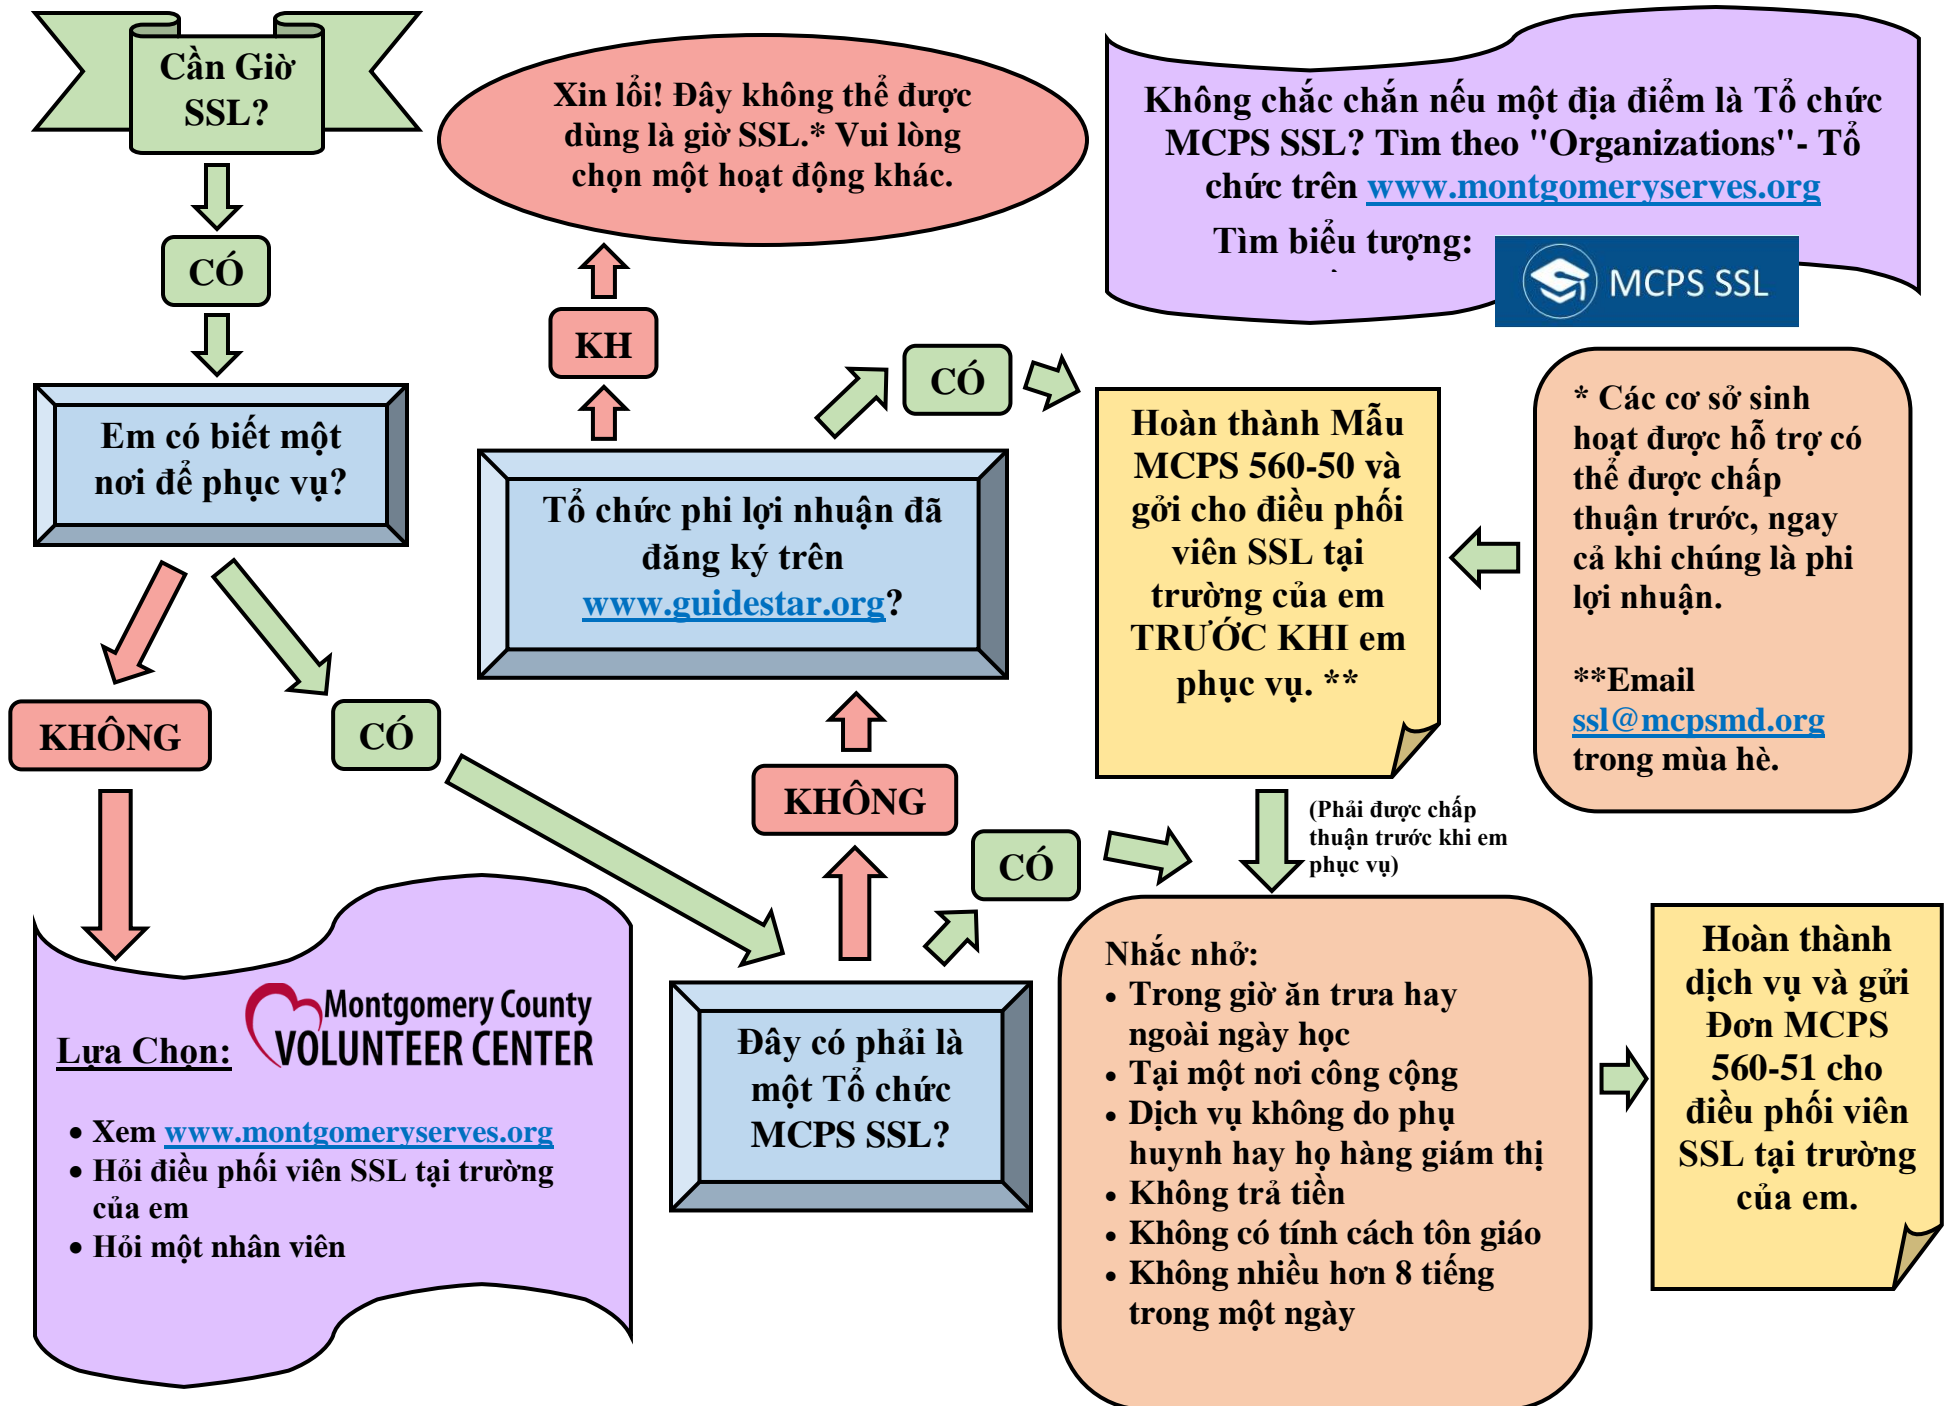 Cần Giờ
SSL?
CÓ
Em có biết một
nơi để phục vụ?
KHÔNG
CÓ
Lựa Chọn:
Montgomery County
VOLUNTEER CENTER
• Xem www.montgomeryserves.org
• Hỏi điều phối viên SSL tại trường
của em
• Hỏi một nhân viên
Xin lổi! Đây không thể được
dùng là giờ SSL.* Vui lòng
chọn một hoạt động khác.
KH
CÓ
Tổ chức phi lợi nhuận đã
đăng ký trên
www.guidestar.org?
KHÔNG
CÓ
Đây có phải là
một Tổ chức
MCPS SSL?
Không chắc chắn nếu một địa điểm là Tổ chức
MCPS SSL? Tìm theo "Organizations"- Tổ
chức trên www.montgomeryserves.org
Tìm biểu tượng:
MCPS SSL
Hoàn thành Mẫu
MCPS 560-50 và
gởi cho điều phối
viên SSL tại
trường của em
TRƯỚC KHI em
phục vụ. **
* Các cơ sở sinh
hoạt được hỗ trợ có
thể được chấp
thuận trước, ngay
cả khi chúng là phi
lợi nhuận.
**Email
ssl@mcpsmd.org
trong mùa hè.
(Phải được chấp
thuận trước khi em
phục vụ)
Nhắc nhở:
• Trong giờ ăn trưa hay
ngoài ngày học
• Tại một nơi công cộng
• Dịch vụ không do phụ
huynh hay họ hàng giám thị
• Không trả tiền
• Không có tính cách tôn giáo
• Không nhiều hơn 8 tiếng
trong một ngày
Hoàn thành
dịch vụ và gửi
Đơn MCPS
560-51 cho
điều phối viên
SSL tại trường
của em.